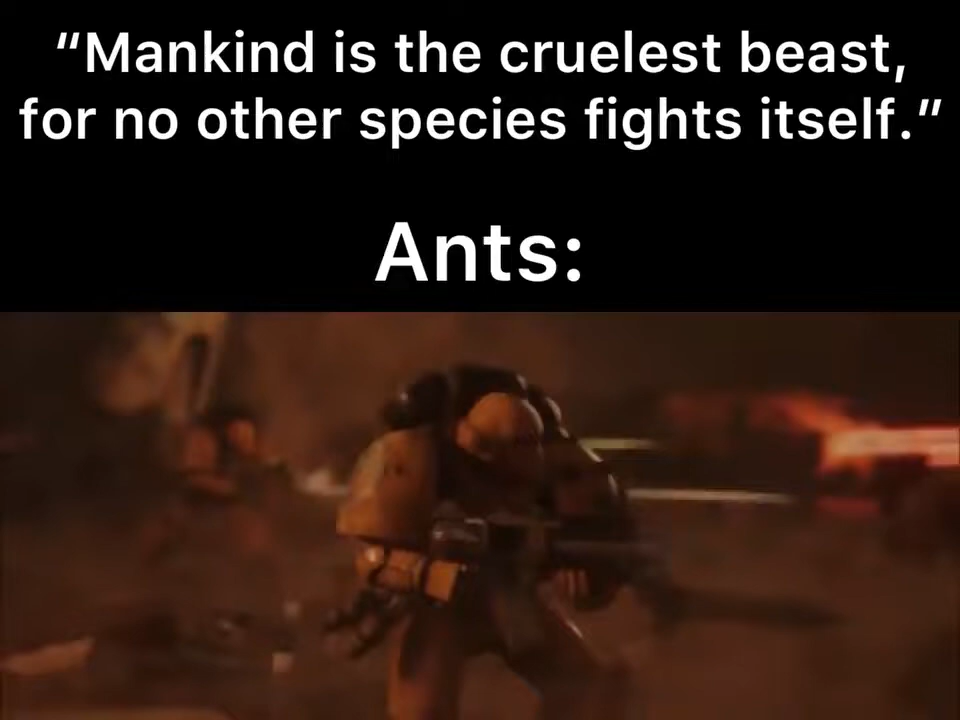 “Mankind is the cruelest beast,
for no other species fights itself.”
Ants: